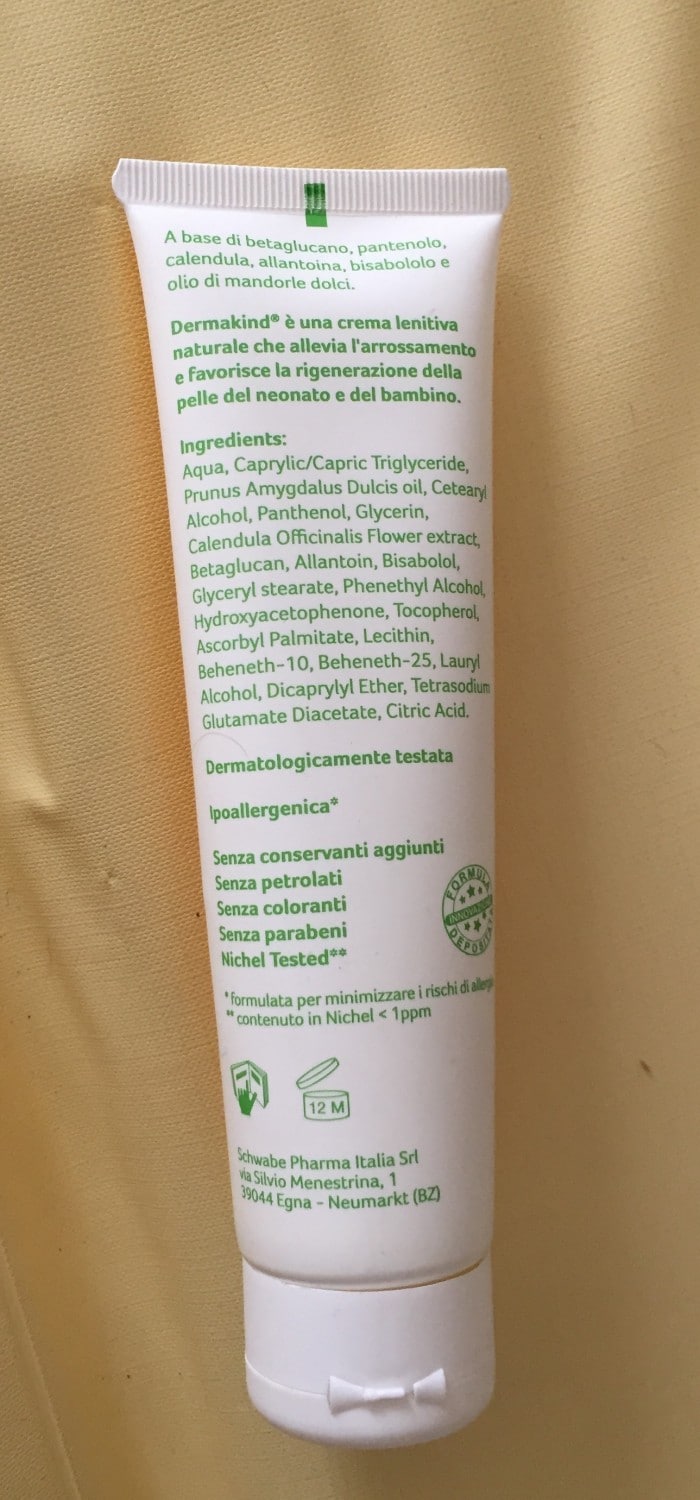 A base di betaglucano, pantenolo,
calendula, allantoina, bisabololo e
olio di mandorle dolci.
Dermakind® è una crema lenitiva
naturale che allevia l'arrossamento
e favorisce la rigenerazione della
pelle del neonato e del bambino.
Ingredients:
Aqua, Caprylic/Capric Triglyceride,
Prunus Amygdalus Dulcis oil, Cetearyl
Alcohol, Panthenol, Glycerin,
Calendula Officinalis Flower extract,
Betaglucan, Allantoin, Bisabolol,
Glyceryl stearate, Phenethyl Alcohol,
Hydroxyacetophenone, Tocopherol,
Ascorbyl Palmitate, Lecithin,
Beheneth-10, Beheneth-25, Lauryl
Alcohol, Dicaprylyl Ether, Tetrasodium
Glutamate Diacetate, Citric Acid.
Dermatologicamente testata
Ipoallergenica*
Senza conservanti aggiunti
Senza petrolati
Senza coloranti
Senza parabeni
Nichel Tested**
FORMULA
*formulata per minimizzare i rischi di
**contenuto in Nichel < 1ppm
12 M
Schwabe Pharma Italia Srl
via Silvio Menestrina, 1
39044 Egna - Neumarkt (BZ)